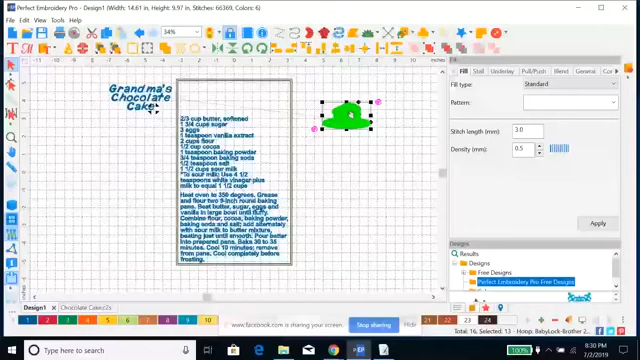 Perfect Embroidery Pro - Design1 (Width: 14.61 in, Height: 9.97 in, Stitches: 66369, Colors: 6)
File Edit View Tools Help
34%
Grandma's
Chocolate
Cake
2/3 cup butter, softened
1 3/4 cups sugar
3 eggs
1 teaspoon vanilla extract
2 cups flour
1/2 cup cocoa
1 teaspoon baking powder
3/4 teaspoon baking soda
1/2 teaspoon salt
1 1/2 cups sour milk
*To sour milk: Use 4 1/2
teaspoons white vinegar plus
milk to equal 1 1/2 cups
Heat oven to 350 degrees. Grease
and flour two 9-inch round baking
pans. Beat butter, sugar, eggs and
vanilla in large bowl until fluffy.
Combine flour, cocoa, baking powder,
baking soda and salt; add alternately
with sour milk to butter mixture,
beating just until smooth. Pour batter
into prepared pans. Bake 30 to 35
minutes. Cool 10 minutes; remove
from pans. Cool completely before
frosting.
inches
Fill
Fill Stitch Underlay Pull/Push Blend General Co
Fill type: Standard
Pattern:
Stitch length (mm): 3.0
Density (mm): 0.5
Apply
Designs
Results
Designs
Free Designs
Perfect Embroidery Pro Free Designs
Design1 Chocolate Cake.c2s
www.facebook.com is sharing your screen. Stop sharing Hide
Total: 16, Selected: 13 - Hoop: BabyLock-Brother 2
Type here to search
100%
8:30 PM
7/2/2019